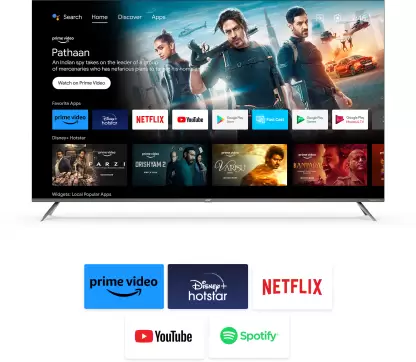 Search Home Discover Apps
prime video
Pathaan
An Indian spy takes on the leader of a group
of mercenaries who has nefarious plans to target his home
Watch on Prime Video
Favorite Apps
prime video Disney+ hotstar NETFLIX YouTube Google Play Store Fast Cast Google Play Games
Disney+ Hotstar
FARZI DRISHYAM 2 VARISU BANTYAGE
Widgets: Local Popular Apps
prime video
Disney+
hotstar
NETFLIX
YouTube
Spotify